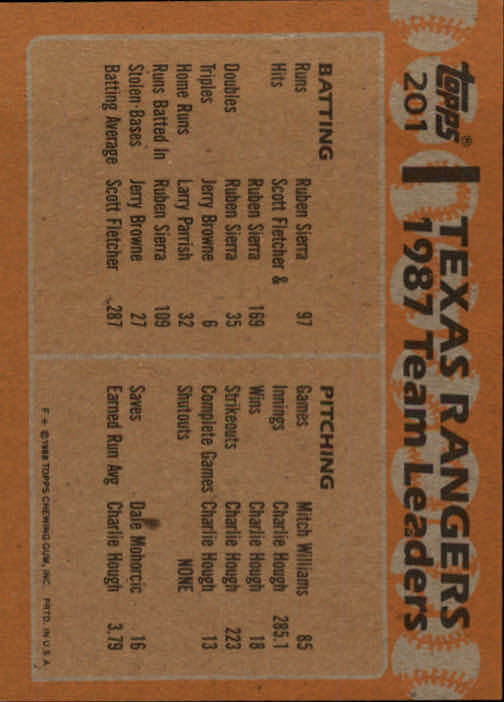 topps®
201
TEXAS RANGERS
1987 Team Leaders
BATTING
Runs Ruben Sierra 97
Hits Scott Fletcher &
Ruben Sierra 169
Doubles Ruben Sierra 35
Triples Jerry Browne 6
Home Runs Larry Parrish 32
Runs Batted In Ruben Sierra 109
Stolen Bases Jerry Browne 27
Batting Average Scott Fletcher .287
PITCHING
Games Mitch Williams 85
Innings Charlie Hough 285.1
Wins Charlie Hough 18
Strikeouts Charlie Hough 223
Complete Games Charlie Hough 13
Shutouts NONE
Saves Dale Mohorcic 16
Earned Run Avg Charlie Hough 3.79
F * © 1988 TOPPS CHEWING GUM, INC. PRTD. IN U.S.A.